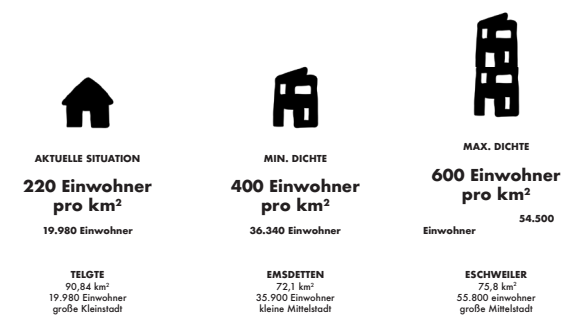 AKTUELLE SITUATION
220 Einwohner
pro km²
19.980 Einwohner
TELGTE
90,84 km²
19.980 Einwohner
große Kleinstadt
MIN. DICHTE
400 Einwohner
pro km²
36.340 Einwohner
EMSDETTEN
72,1 km²
35.900 Einwohner
kleine Mittelstadt
MAX. DICHTE
600 Einwohner
pro km²
54.500
Einwohner
ESCHWEILER
75,8 km²
55.800 einwohner
große Mittelstadt